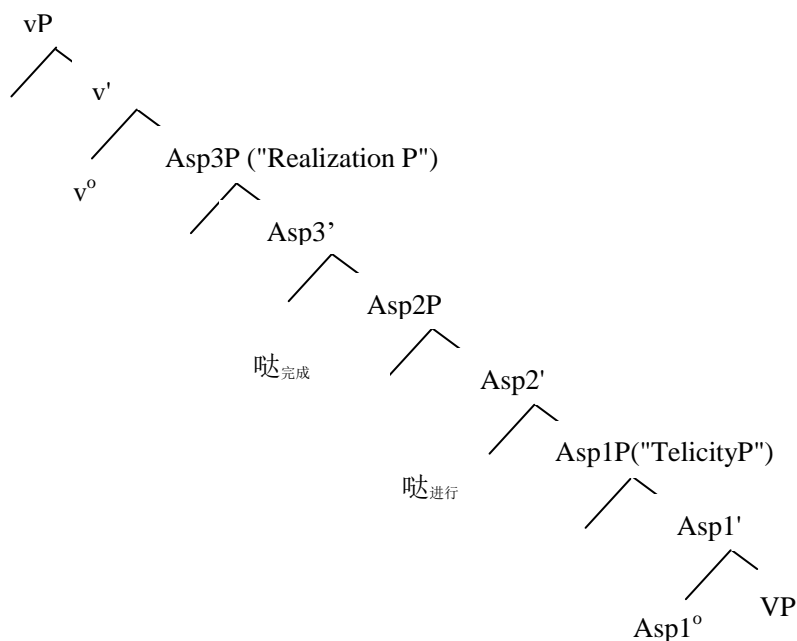 vP
v'
Asp3P ("Realization P")
vo
Asp3’
Asp2P
哒完成
Asp2'
Asp1P("TelicityP")
哒进行
Asp1'
VP
Asp1o